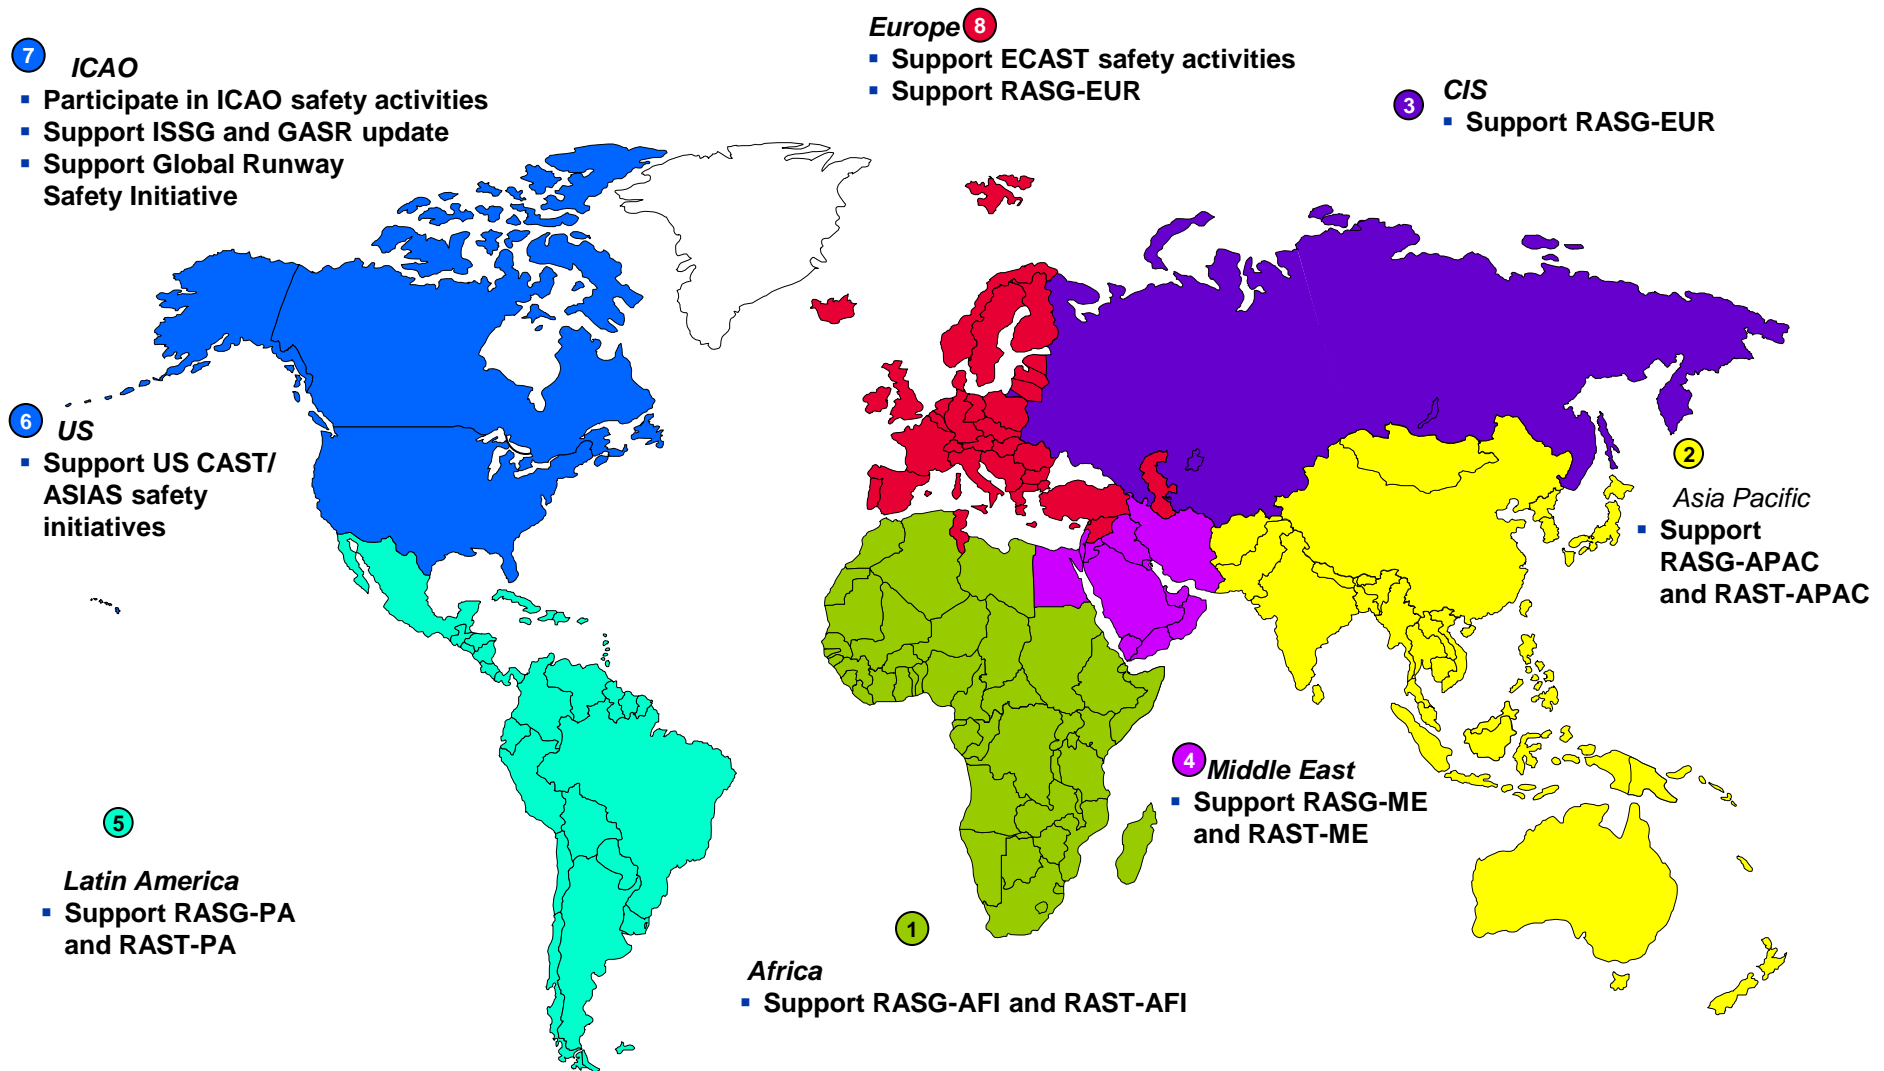 7
ICAO
▪ Participate in ICAO safety activities
▪ Support ISSG and GASR update
▪ Support Global Runway
Safety Initiative
Europe 8
▪ Support ECAST safety activities
▪ Support RASG-EUR
3 CIS
▪ Support RASG-EUR
6 US
▪ Support US CAST/
ASIAS safety
initiatives
2
Asia Pacific
▪ Support
RASG-APAC
and RAST-APAC
4 Middle East
▪ Support RASG-ME
and RAST-ME
5
Latin America
▪ Support RASG-PA
and RAST-PA
1
Africa
▪ Support RASG-AFI and RAST-AFI